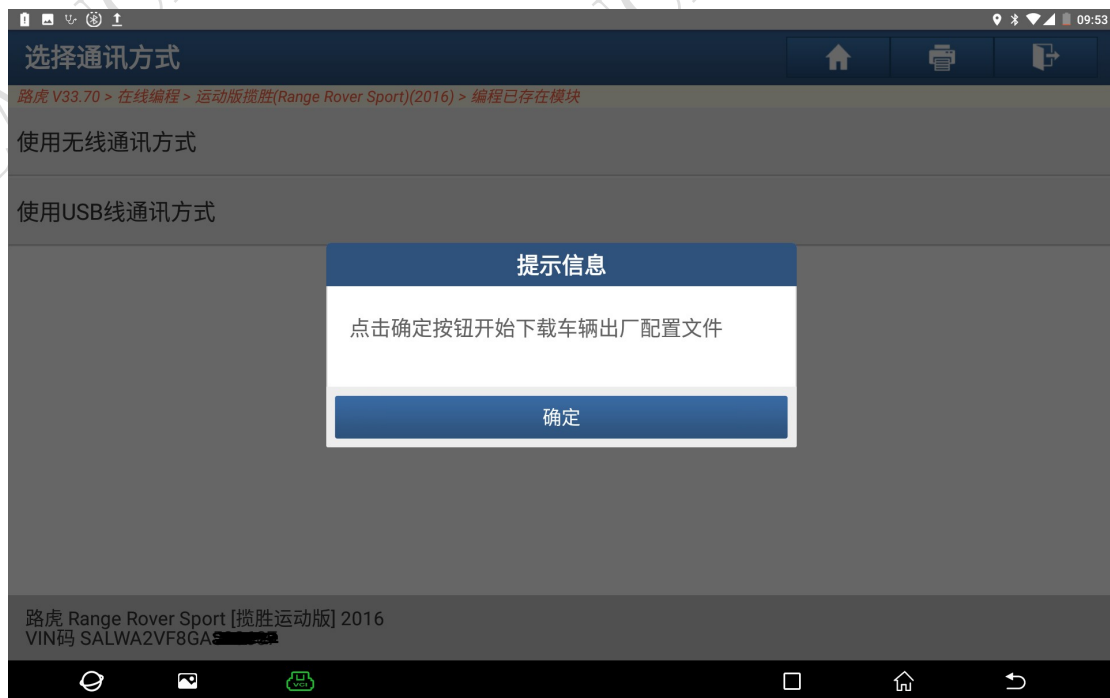 09:53
选择通讯方式
路虎 V33.70 > 在线编程 > 运动版揽胜(Range Rover Sport)(2016) > 编程已存在模块
使用无线通讯方式
使用USB线通讯方式
提示信息
点击确定按钮开始下载车辆出厂配置文件
确定
路虎 Range Rover Sport [揽胜运动版] 2016
VIN码 SALWA2VF8GA
VCI